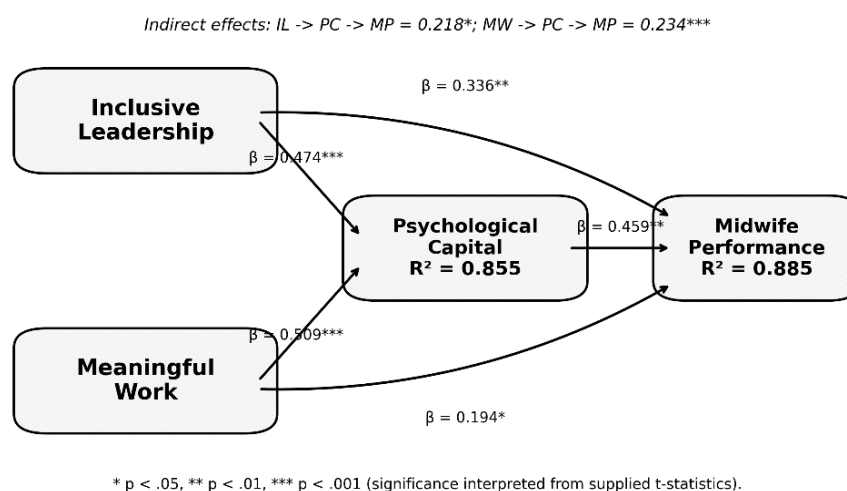 Indirect effects: IL -> PC -> MP = 0.218*; MW -> PC -> MP = 0.234***
β = 0.336**
Inclusive
Leadership
β = 0.474***
Psychological
Capital
R² = 0.855
β = 0.459**
Midwife
Performance
R² = 0.885
β = 0.509***
Meaningful
Work
β = 0.194*
* p < .05, ** p < .01, *** p < .001 (significance interpreted from supplied t-statistics).